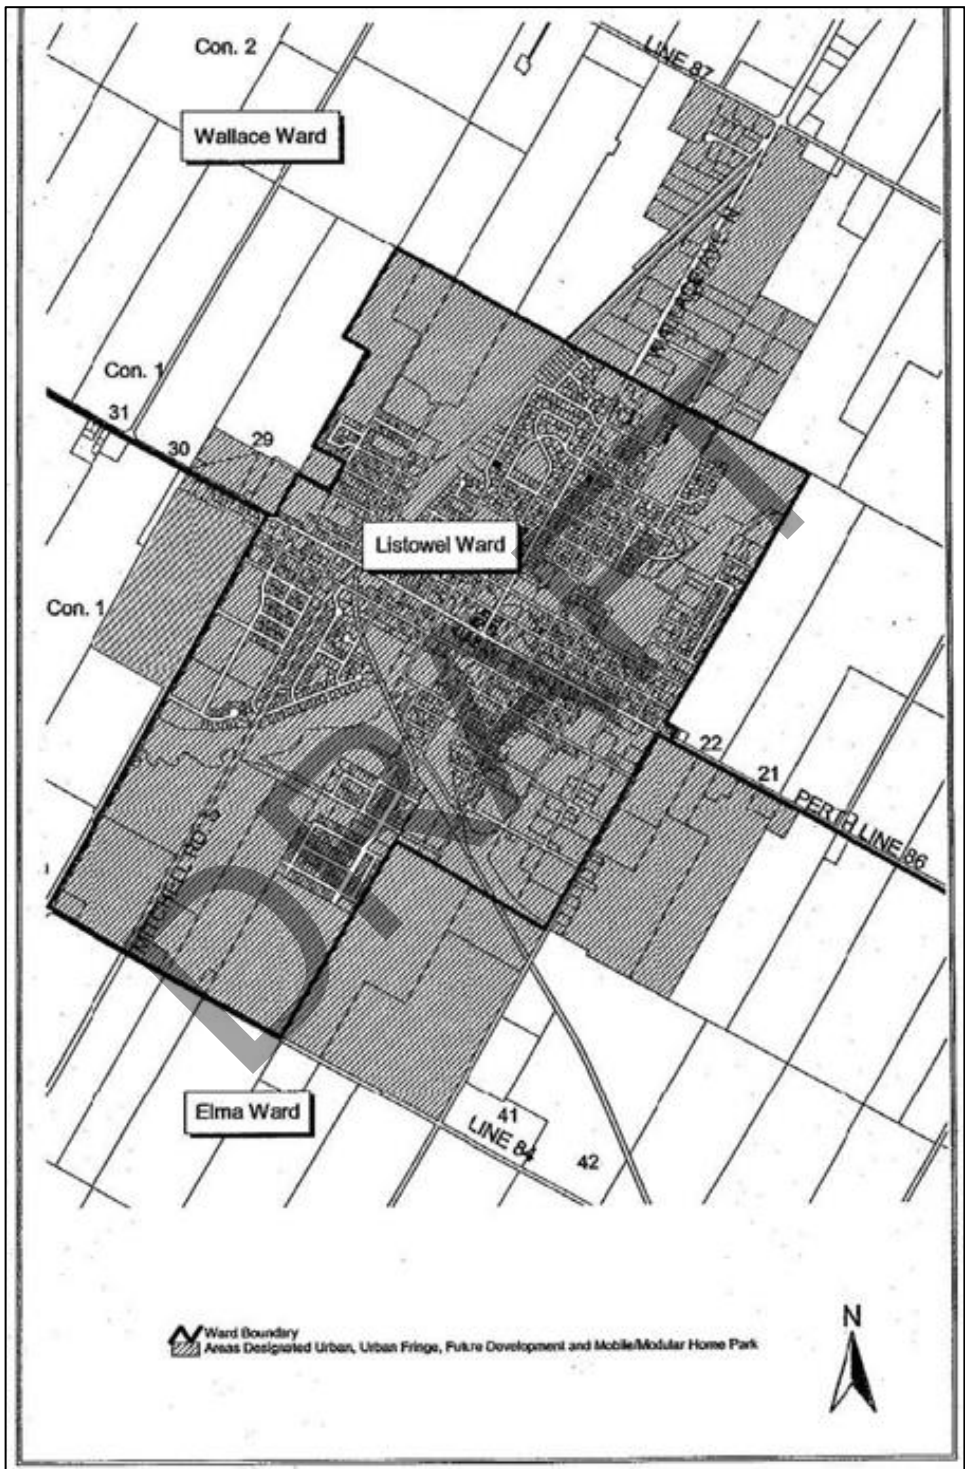 Con. 2
LINE 87
Wallace Ward
WALLACE AVE N
Con. 1
31
30
29
Listowel Ward
Con. 1
22
21
PERTH LINE 86
MITCHELL RD S
DRAFT
Elma Ward
41
LINE 84
42
N
Ward Boundary
Areas Designated Urban, Urban Fringe, Future Development and Mobile/Modular Home Park